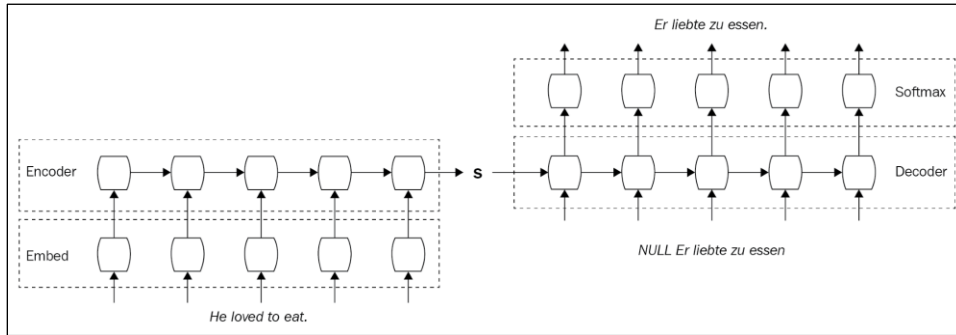 Er liebte zu essen.
Softmax
Encoder
S
Decoder
Embed
NULL Er liebte zu essen
He loved to eat.